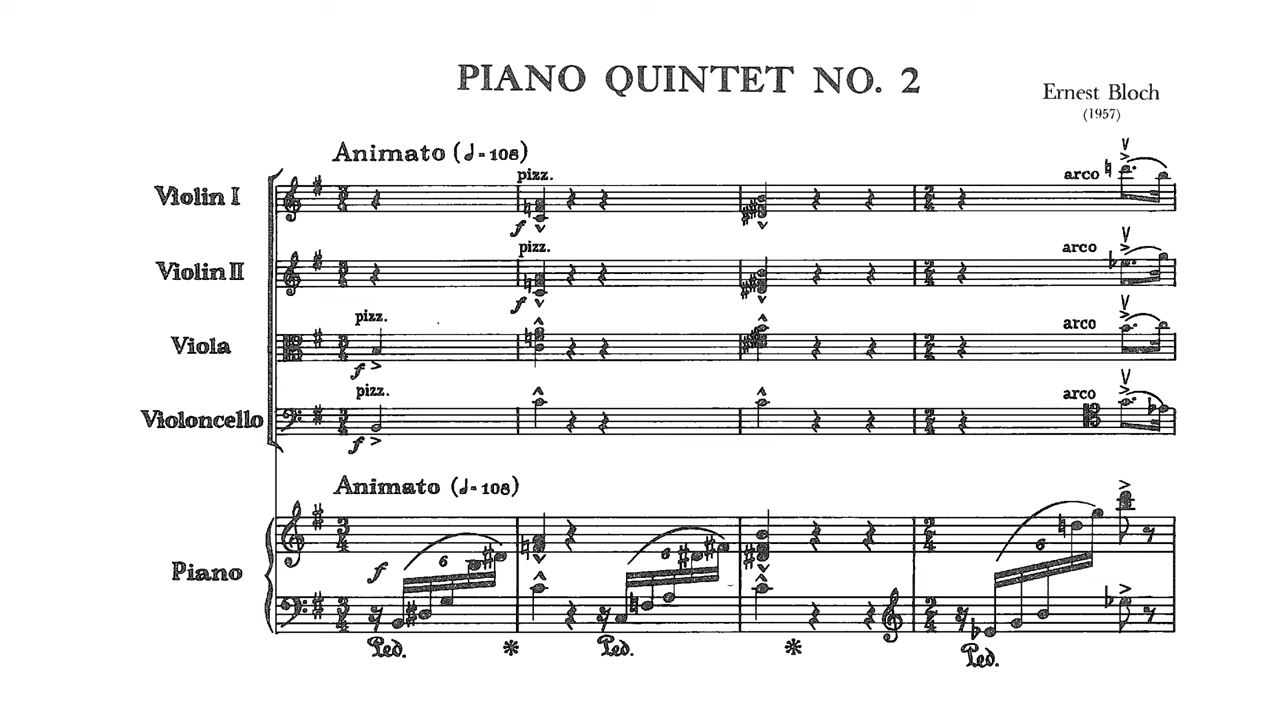 PIANO QUINTET NO. 2
Ernest Bloch
(1957)
Animato (𝅗𝅥 = 108)
Violin I
pizz.
f
arco
Violin II
pizz.
f
arco
Viola
pizz.
f
arco
Violoncello
pizz.
f
arco
Animato (𝅗𝅥 = 108)
Piano
f
6
6
6
Ped.
*
Ped.
*
Ped.